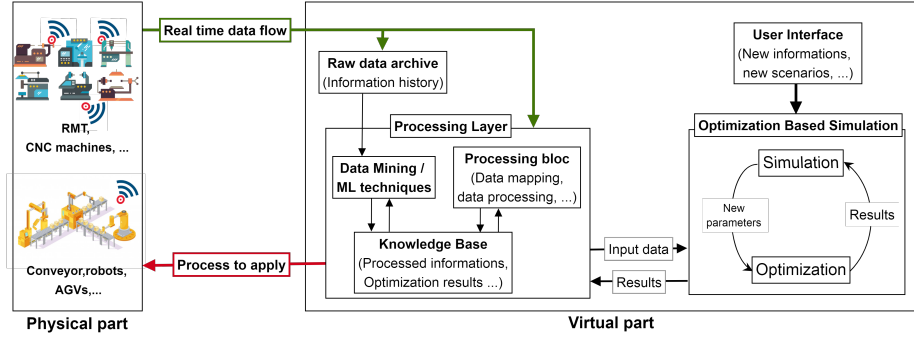 RMT,
CNC machines, ...
Conveyor,robots,
AGVs,...
Physical part
Real time data flow
Process to apply
Raw data archive
(Information history)
Processing Layer
Data Mining /
ML techniques
Processing bloc
(Data mapping,
data processing, ...)
Knowledge Base
(Processed informations,
Optimization results ...)
Input data
Results
User Interface
(New informations,
new scenarios, ...)
Optimization Based Simulation
Simulation
New
parameters
Results
Optimization
Virtual part